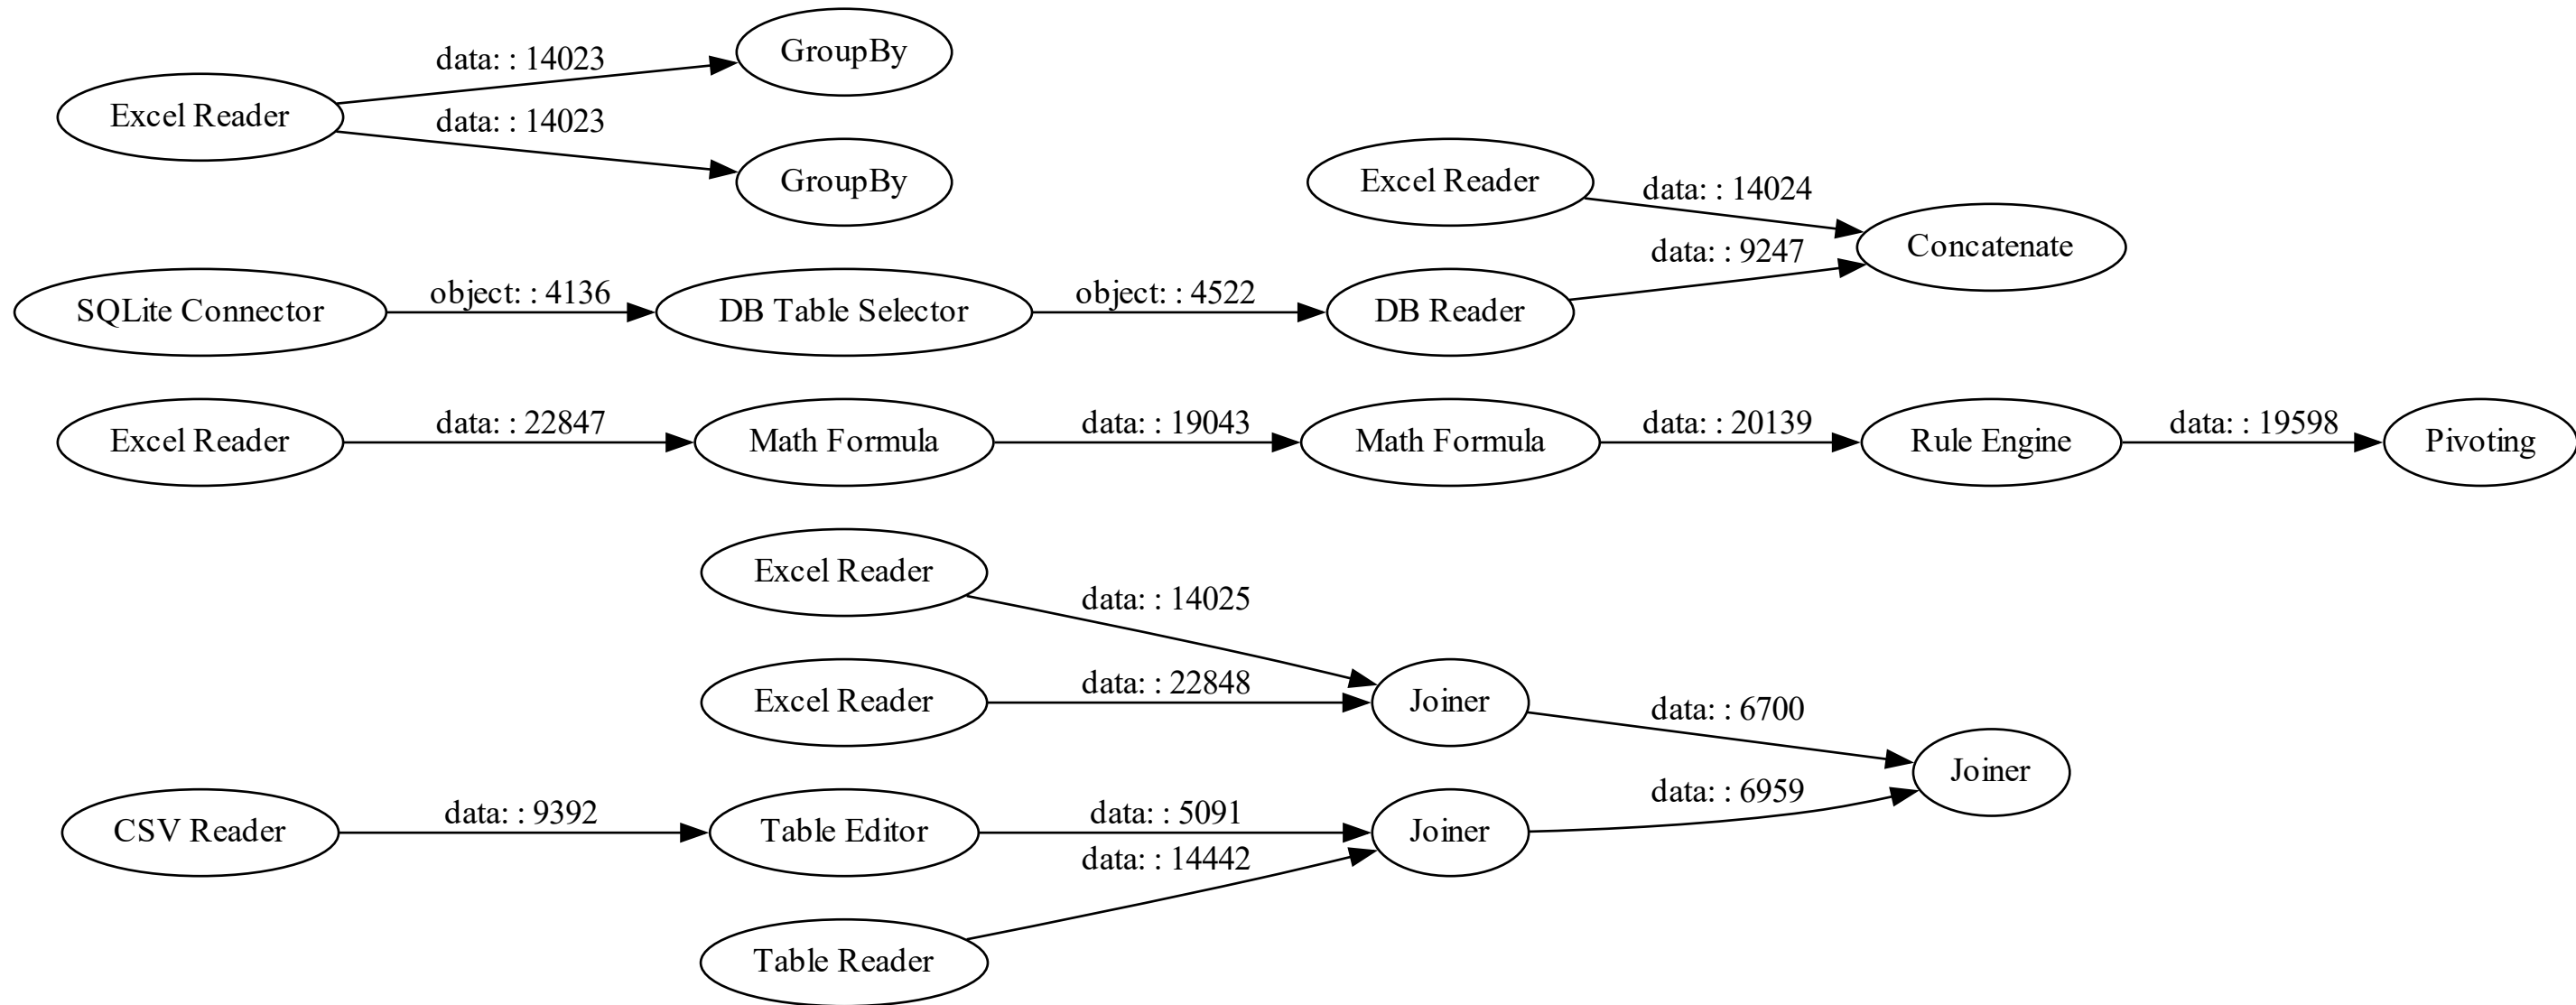 data: : 14023
GroupBy
Excel Reader
data: : 14023
GroupBy
Excel Reader
data: : 14024
Concatenate
data: : 9247
SQLite Connector
object: : 4136
DB Table Selector
object: : 4522
DB Reader
Excel Reader
data: : 22847
Math Formula
data: : 19043
Math Formula
data: : 20139
Rule Engine
data: : 19598
Pivoting
Excel Reader
data: : 14025
Excel Reader
data: : 22848
Joiner
data: : 6700
Joiner
data: : 6959
CSV Reader
data: : 9392
Table Editor
data: : 5091
Joiner
data: : 14442
Table Reader